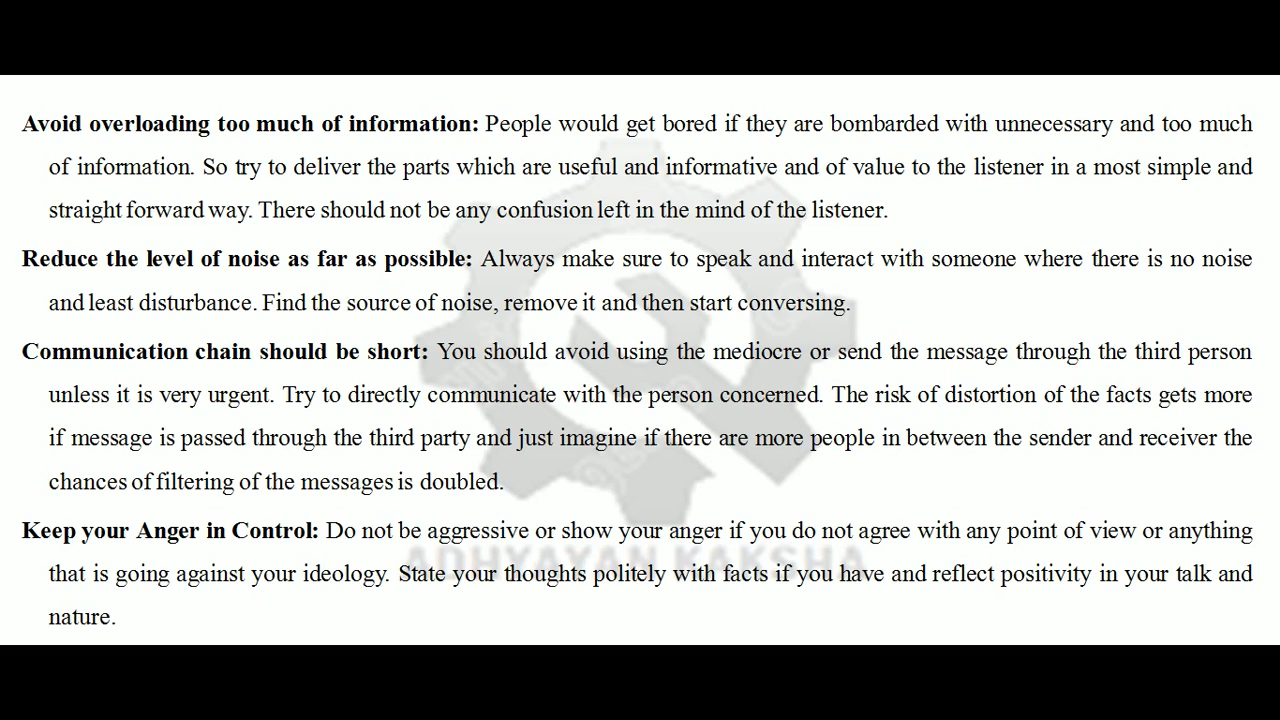 Avoid overloading too much of information: People would get bored if they are bombarded with unnecessary and too much
of information. So try to deliver the parts which are useful and informative and of value to the listener in a most simple and
straight forward way. There should not be any confusion left in the mind of the listener.
Reduce the level of noise as far as possible: Always make sure to speak and interact with someone where there is no noise
and least disturbance. Find the source of noise, remove it and then start conversing.
Communication chain should be short: You should avoid using the mediocre or send the message through the third person
unless it is very urgent. Try to directly communicate with the person concerned. The risk of distortion of the facts gets more
if message is passed through the third party and just imagine if there are more people in between the sender and receiver the
chances of filtering of the messages is doubled.
Keep your Anger in Control: Do not be aggressive or show your anger if you do not agree with any point of view or anything
ADHYAYAN KAKSHA
that is going against your ideology. State your thoughts politely with facts if you have and reflect positivity in your talk and
nature.